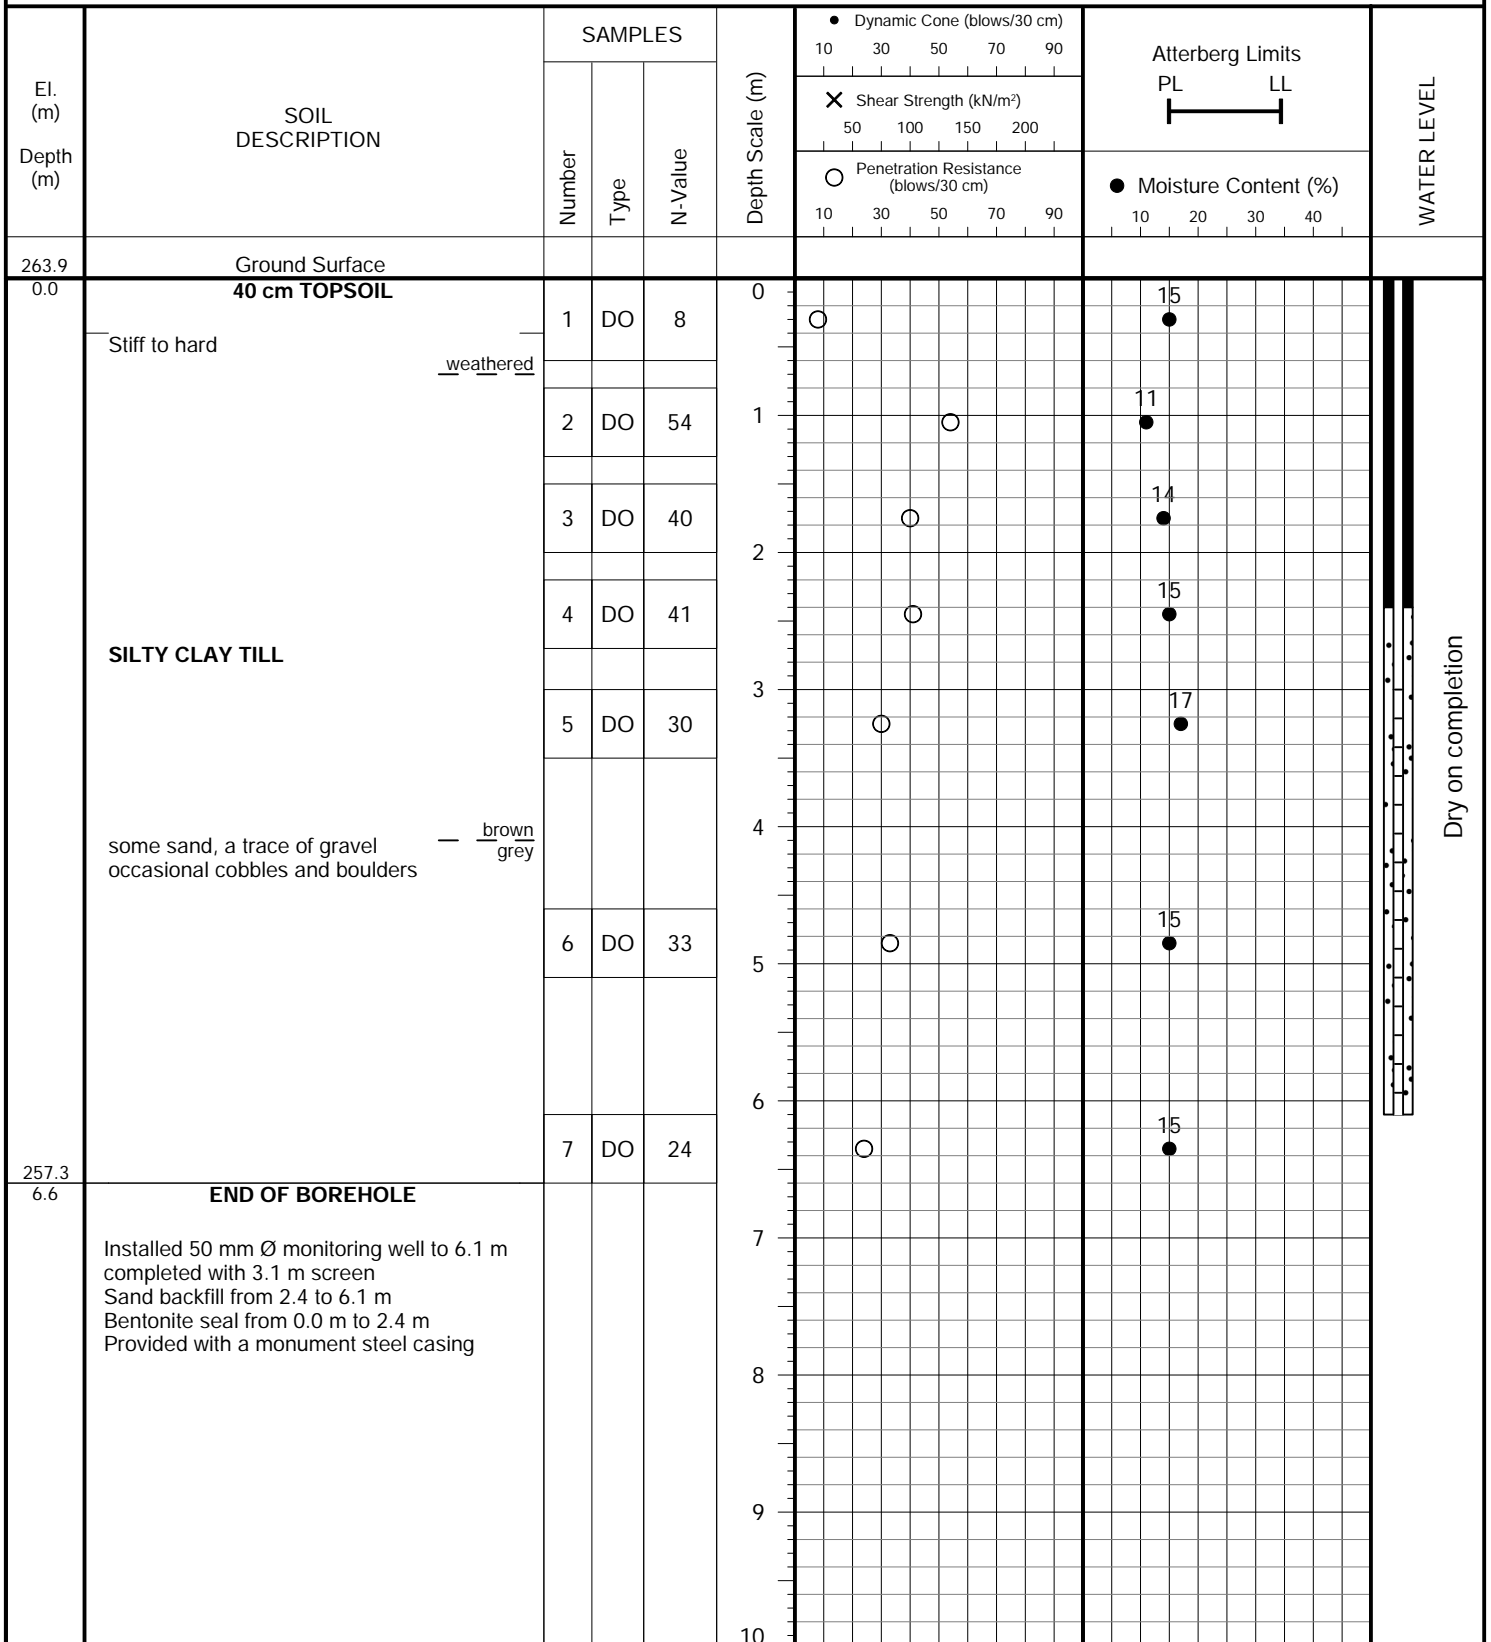 El.
(m)
Depth
(m)
SOIL
DESCRIPTION
SAMPLES
Number
Type
N-Value
Depth Scale (m)
Dynamic Cone (blows/30 cm)
10 30 50 70 90
Shear Strength (kN/m²)
50 100 150 200
Penetration Resistance
(blows/30 cm)
10 30 50 70 90
Atterberg Limits
PL LL
Moisture Content (%)
10 20 30 40
WATER LEVEL
263.9 Ground Surface
0.0 40 cm TOPSOIL 0
1 DO 8 15
Stiff to hard
weathered
2 DO 54 1 11
3 DO 40 14
2
4 DO 41 15
SILTY CLAY TILL
3
5 DO 30 17
Dry on completion
4
brown
some sand, a trace of gravel grey
occasional cobbles and boulders
6 DO 33 15
5
6
7 DO 24 15
257.3
6.6 END OF BOREHOLE
7
Installed 50 mm Ø monitoring well to 6.1 m
completed with 3.1 m screen
Sand backfill from 2.4 to 6.1 m
Bentonite seal from 0.0 m to 2.4 m
Provided with a monument steel casing
8
9
10